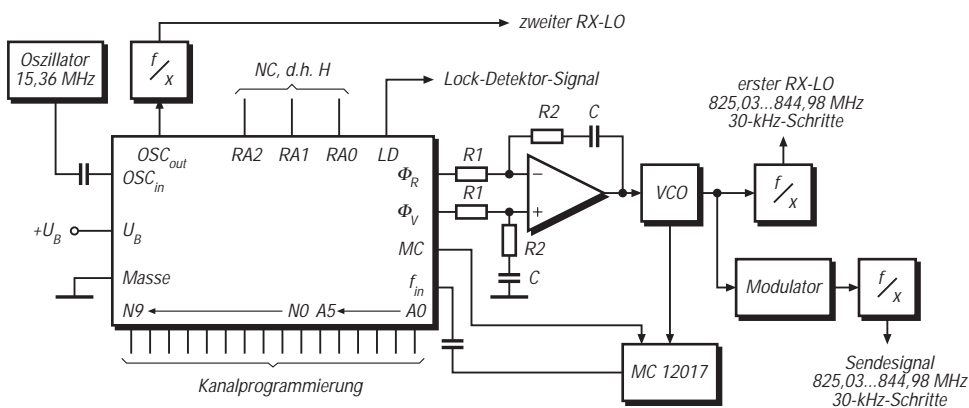 zweiter RX-LO
Oszillator
15,36 MHz
f/x
NC, d.h. H
Lock-Detektor-Signal
erster RX-LO
825,03...844,98 MHz
30-kHz-Schritte
R2
C
OSCout
RA2
RA1
RA0
LD
OSCin
ΦR
R1
−
VCO
f/x
ΦV
R1
+
+UB
UB
R2
MC
C
Modulator
f/x
Masse
fin
N9
N0
A5
A0
Kanalprogrammierung
MC 12017
Sendesignal
825,03...844,98 MHz
30-kHz-Schritte